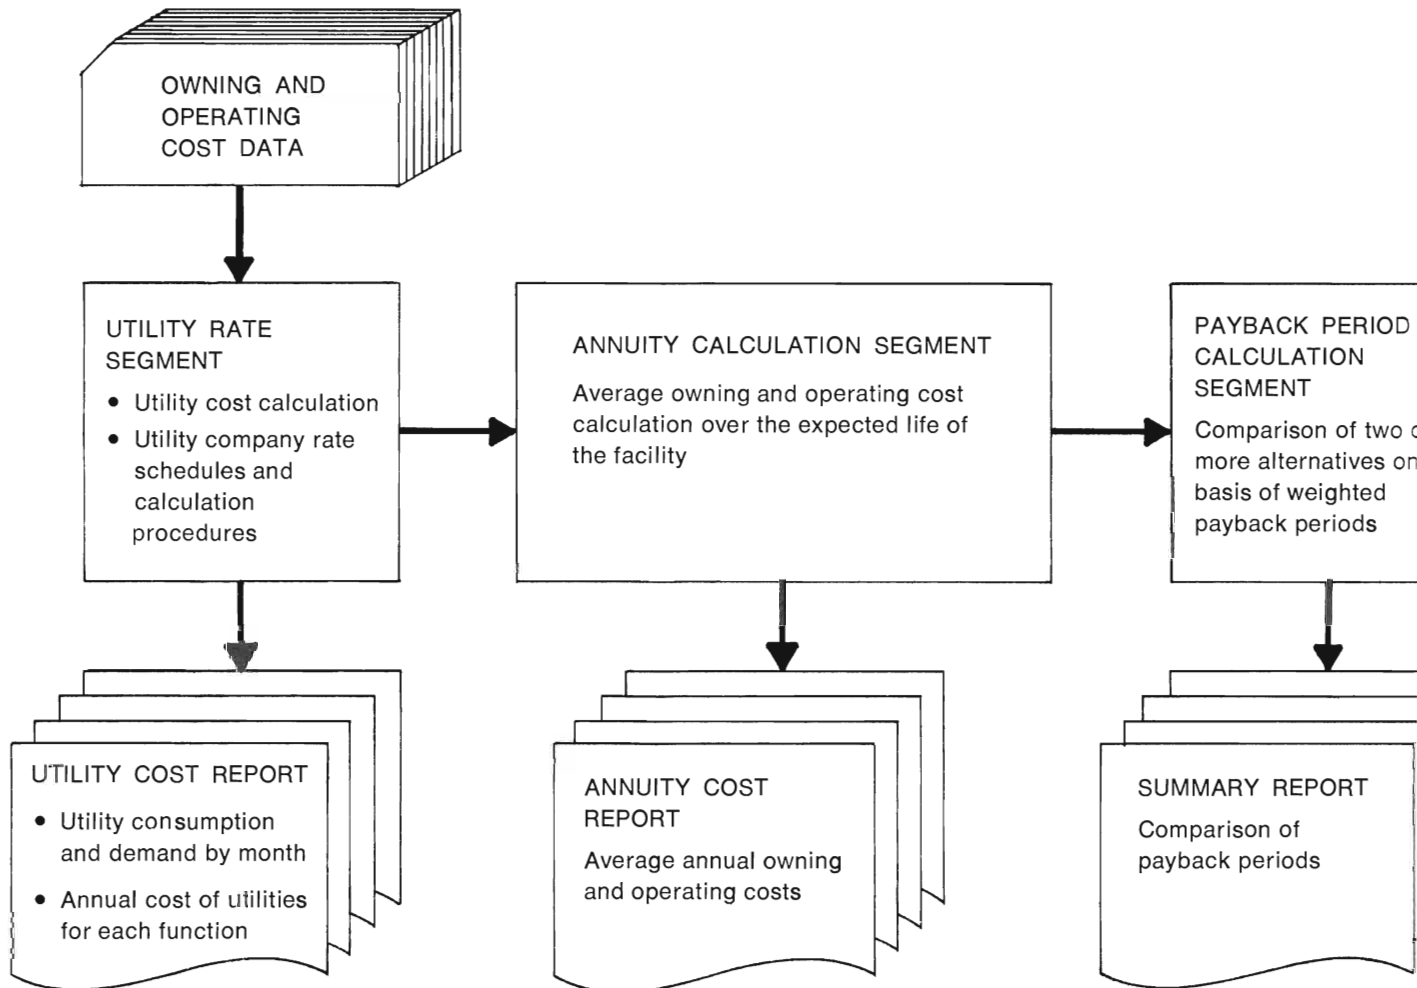 OWNING AND
OPERATING
COST DATA
UTILITY RATE
SEGMENT
• Utility cost calculation
• Utility company rate
schedules and
calculation
procedures
ANNUITY CALCULATION SEGMENT
Average owning and operating cost
calculation over the expected life of
the facility
PAYBACK PERIOD
CALCULATION
SEGMENT
Comparison of two
more alternatives on
basis of weighted
payback periods
UTILITY COST REPORT
• Utility consumption
and demand by month
• Annual cost of utilities
for each function
ANNUITY COST
REPORT
Average annual owning
and operating costs
SUMMARY REPORT
Comparison of
payback periods